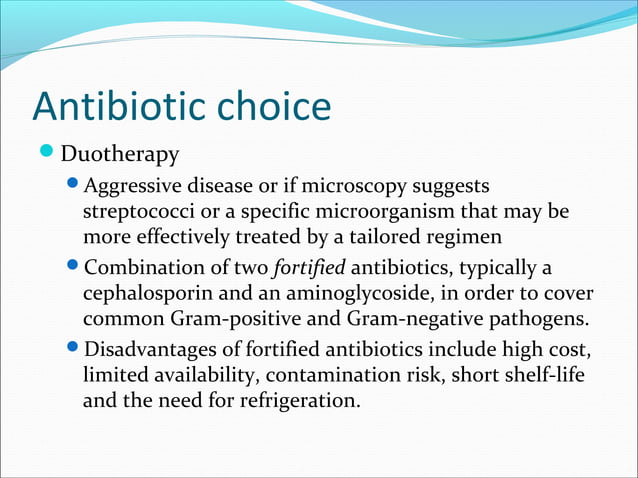 Antibiotic choice
Duotherapy
Aggressive disease or if microscopy suggests
streptococci or a specific microorganism that may be
more effectively treated by a tailored regimen
Combination of two fortified antibiotics, typically a
cephalosporin and an aminoglycoside, in order to cover
common Gram-positive and Gram-negative pathogens.
Disadvantages of fortified antibiotics include high cost,
limited availability, contamination risk, short shelf-life
and the need for refrigeration.